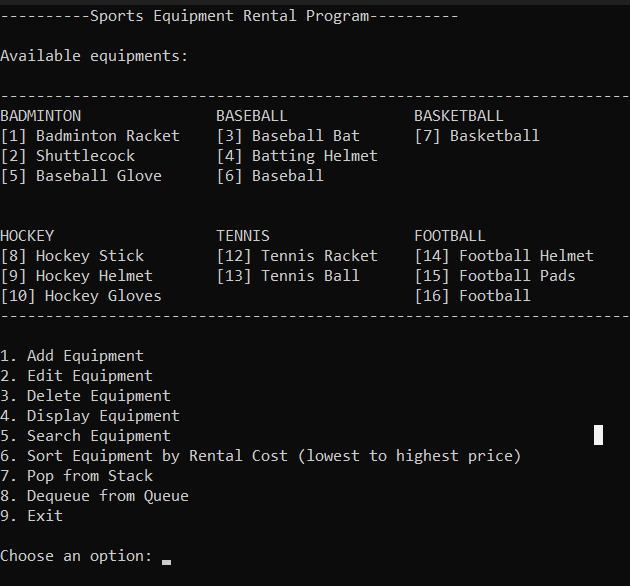 ----------Sports Equipment Rental Program----------
Available equipments:
----------------------------------------------------------------------
BADMINTON BASEBALL BASKETBALL
[1] Badminton Racket [3] Baseball Bat [7] Basketball
[2] Shuttlecock [4] Batting Helmet
[5] Baseball Glove [6] Baseball
HOCKEY TENNIS FOOTBALL
[8] Hockey Stick [12] Tennis Racket [14] Football Helmet
[9] Hockey Helmet [13] Tennis Ball [15] Football Pads
[10] Hockey Gloves [16] Football
----------------------------------------------------------------------
1. Add Equipment
2. Edit Equipment
3. Delete Equipment
4. Display Equipment
5. Search Equipment
6. Sort Equipment by Rental Cost (lowest to highest price)
7. Pop from Stack
8. Dequeue from Queue
9. Exit
Choose an option: